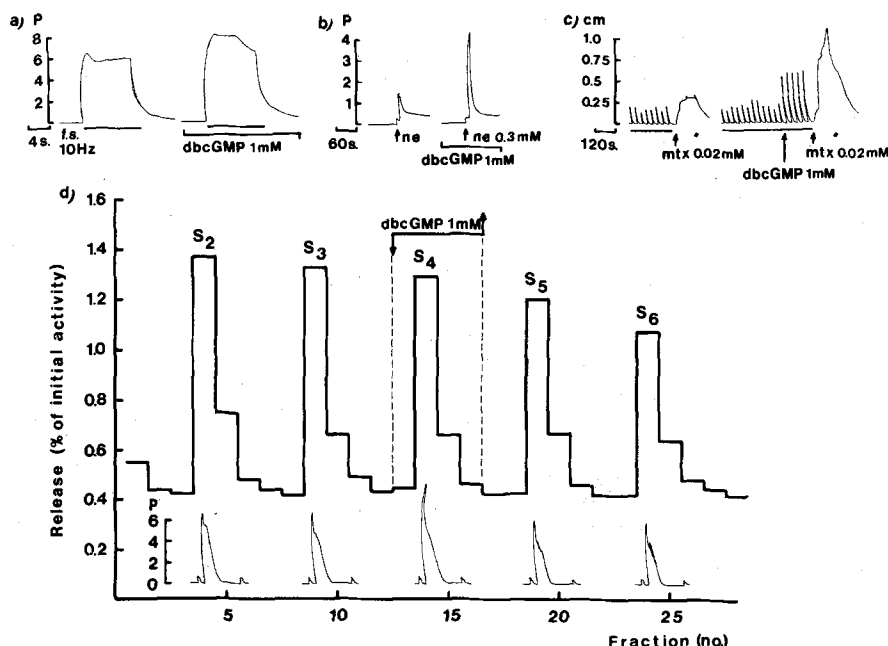 a) P
8
6
4
2
4 s.
f.s.
10Hz
dbcGMP 1mM
b) P
4
3
2
1
60s.
ne
ne 0.3 mM
dbcGMP 1mM
c) cm
1.0
0.75
0.5
0.25
120s.
mtx 0.02mM
mtx 0.02mM
dbcGMP 1mM
d)
Release (% of initial activity)
1.6
1.4
1.2
1.0
0.8
0.6
0.4
0.2
S2
S3
dbcGMP 1mM
S4
S5
S6
P
6
4
2
0
5
10
15
20
25
Fraction (no.)